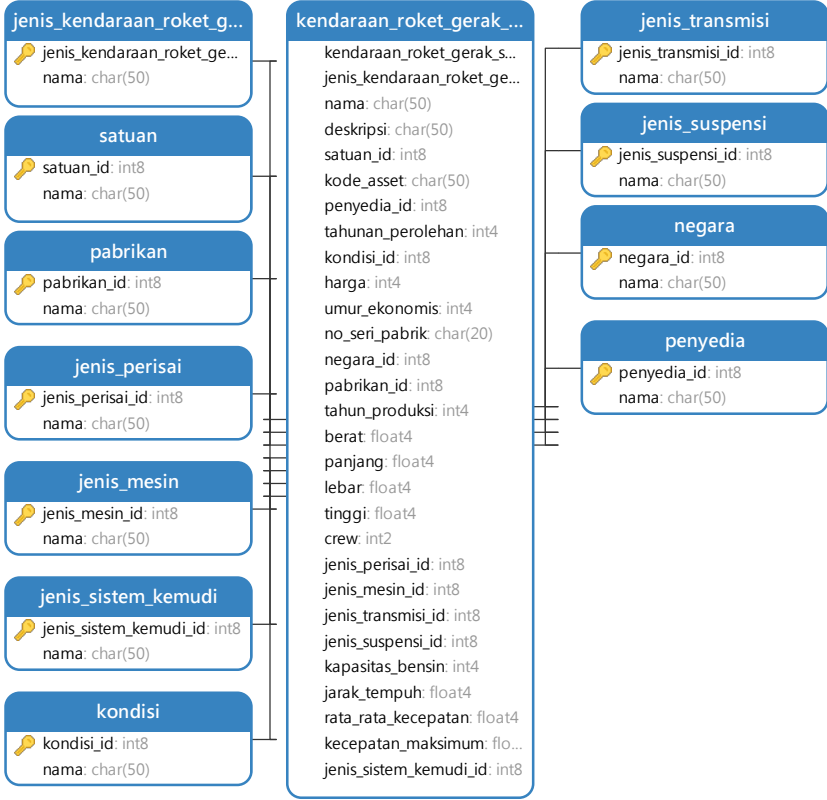 jenis_kendaraan_roket_g...
jenis_kendaraan_roket_ge...
nama: char(50)
satuan
satuan_id: int8
nama: char(50)
pabrikan
pabrikan_id: int8
nama: char(50)
jenis_perisai
jenis_perisai_id: int8
nama: char(50)
jenis_mesin
jenis_mesin_id: int8
nama: char(50)
jenis_sistem_kemudi
jenis_sistem_kemudi_id: int8
nama: char(50)
kondisi
kondisi_id: int8
nama: char(50)
kendaraan_roket_gerak_...
kendaraan_roket_gerak_s...
jenis_kendaraan_roket_ge...
nama: char(50)
deskripsi: char(50)
satuan_id: int8
kode_asset: char(50)
penyedia_id: int8
tahunan_perolehan: int4
kondisi_id: int8
harga: int4
umur_ekonomis: int4
no_seri_pabrik: char(20)
negara_id: int8
pabrikan_id: int8
tahun_produksi: int4
berat: float4
panjang: float4
lebar: float4
tinggi: float4
crew: int2
jenis_perisai_id: int8
jenis_mesin_id: int8
jenis_transmisi_id: int8
jenis_suspensi_id: int8
kapasitas_bensin: int4
jarak_tempuh: float4
rata_rata_kecepatan: float4
kecepatan_maksimum: flo...
jenis_sistem_kemudi_id: int8
jenis_transmisi
jenis_transmisi_id: int8
nama: char(50)
jenis_suspensi
jenis_suspensi_id: int8
nama: char(50)
negara
negara_id: int8
nama: char(50)
penyedia
penyedia_id: int8
nama: char(50)